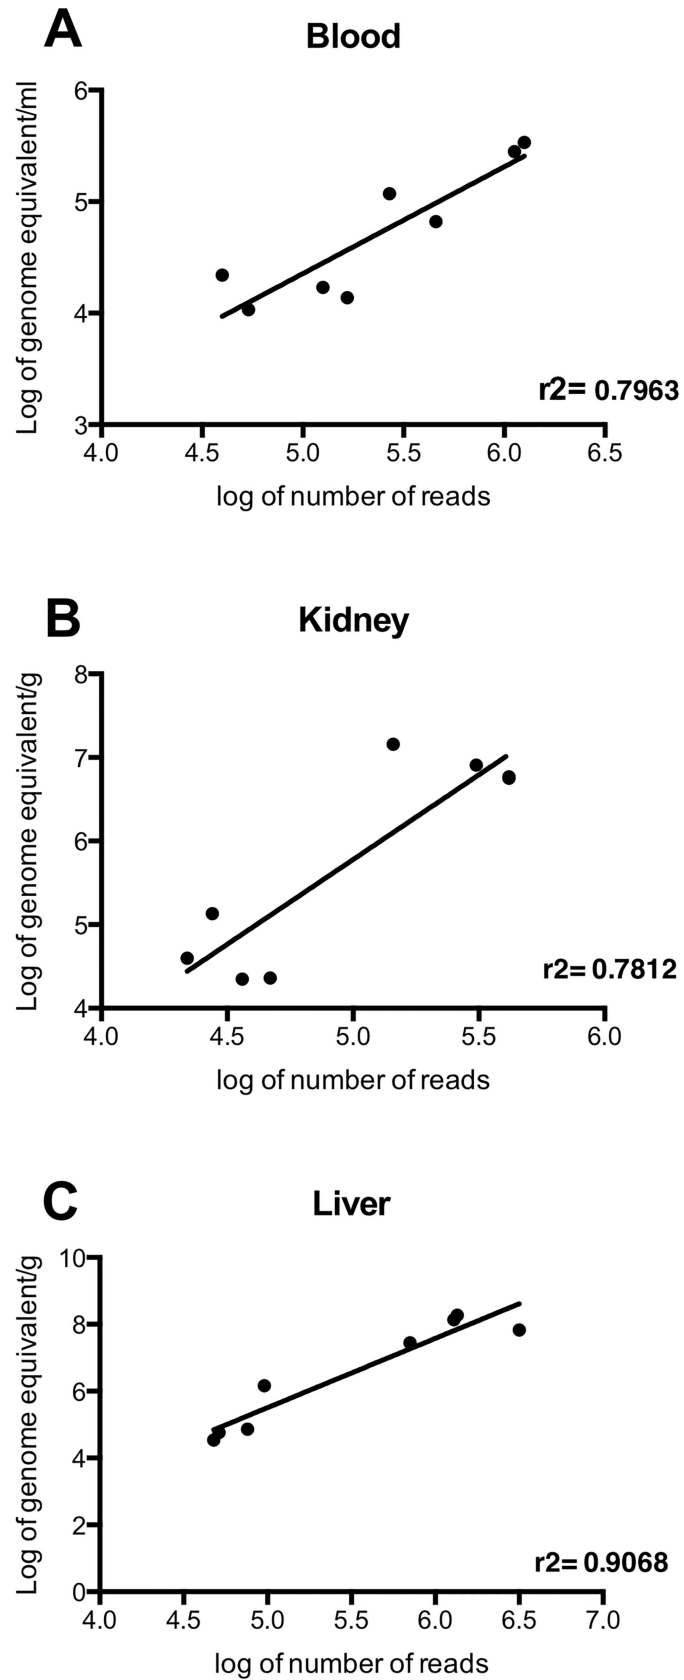 A
Blood
Log of genome equivalent/ml
6
5
4
3
4.0 4.5 5.0 5.5 6.0 6.5
r2= 0.7963
log of number of reads
B
Kidney
Log of genome equivalent/g
8
7
6
5
4
4.0 4.5 5.0 5.5 6.0
r2= 0.7812
log of number of reads
C
Liver
Log of genome equivalent/g
10
8
6
4
2
0
4.0 4.5 5.0 5.5 6.0 6.5 7.0
r2= 0.9068
log of number of reads